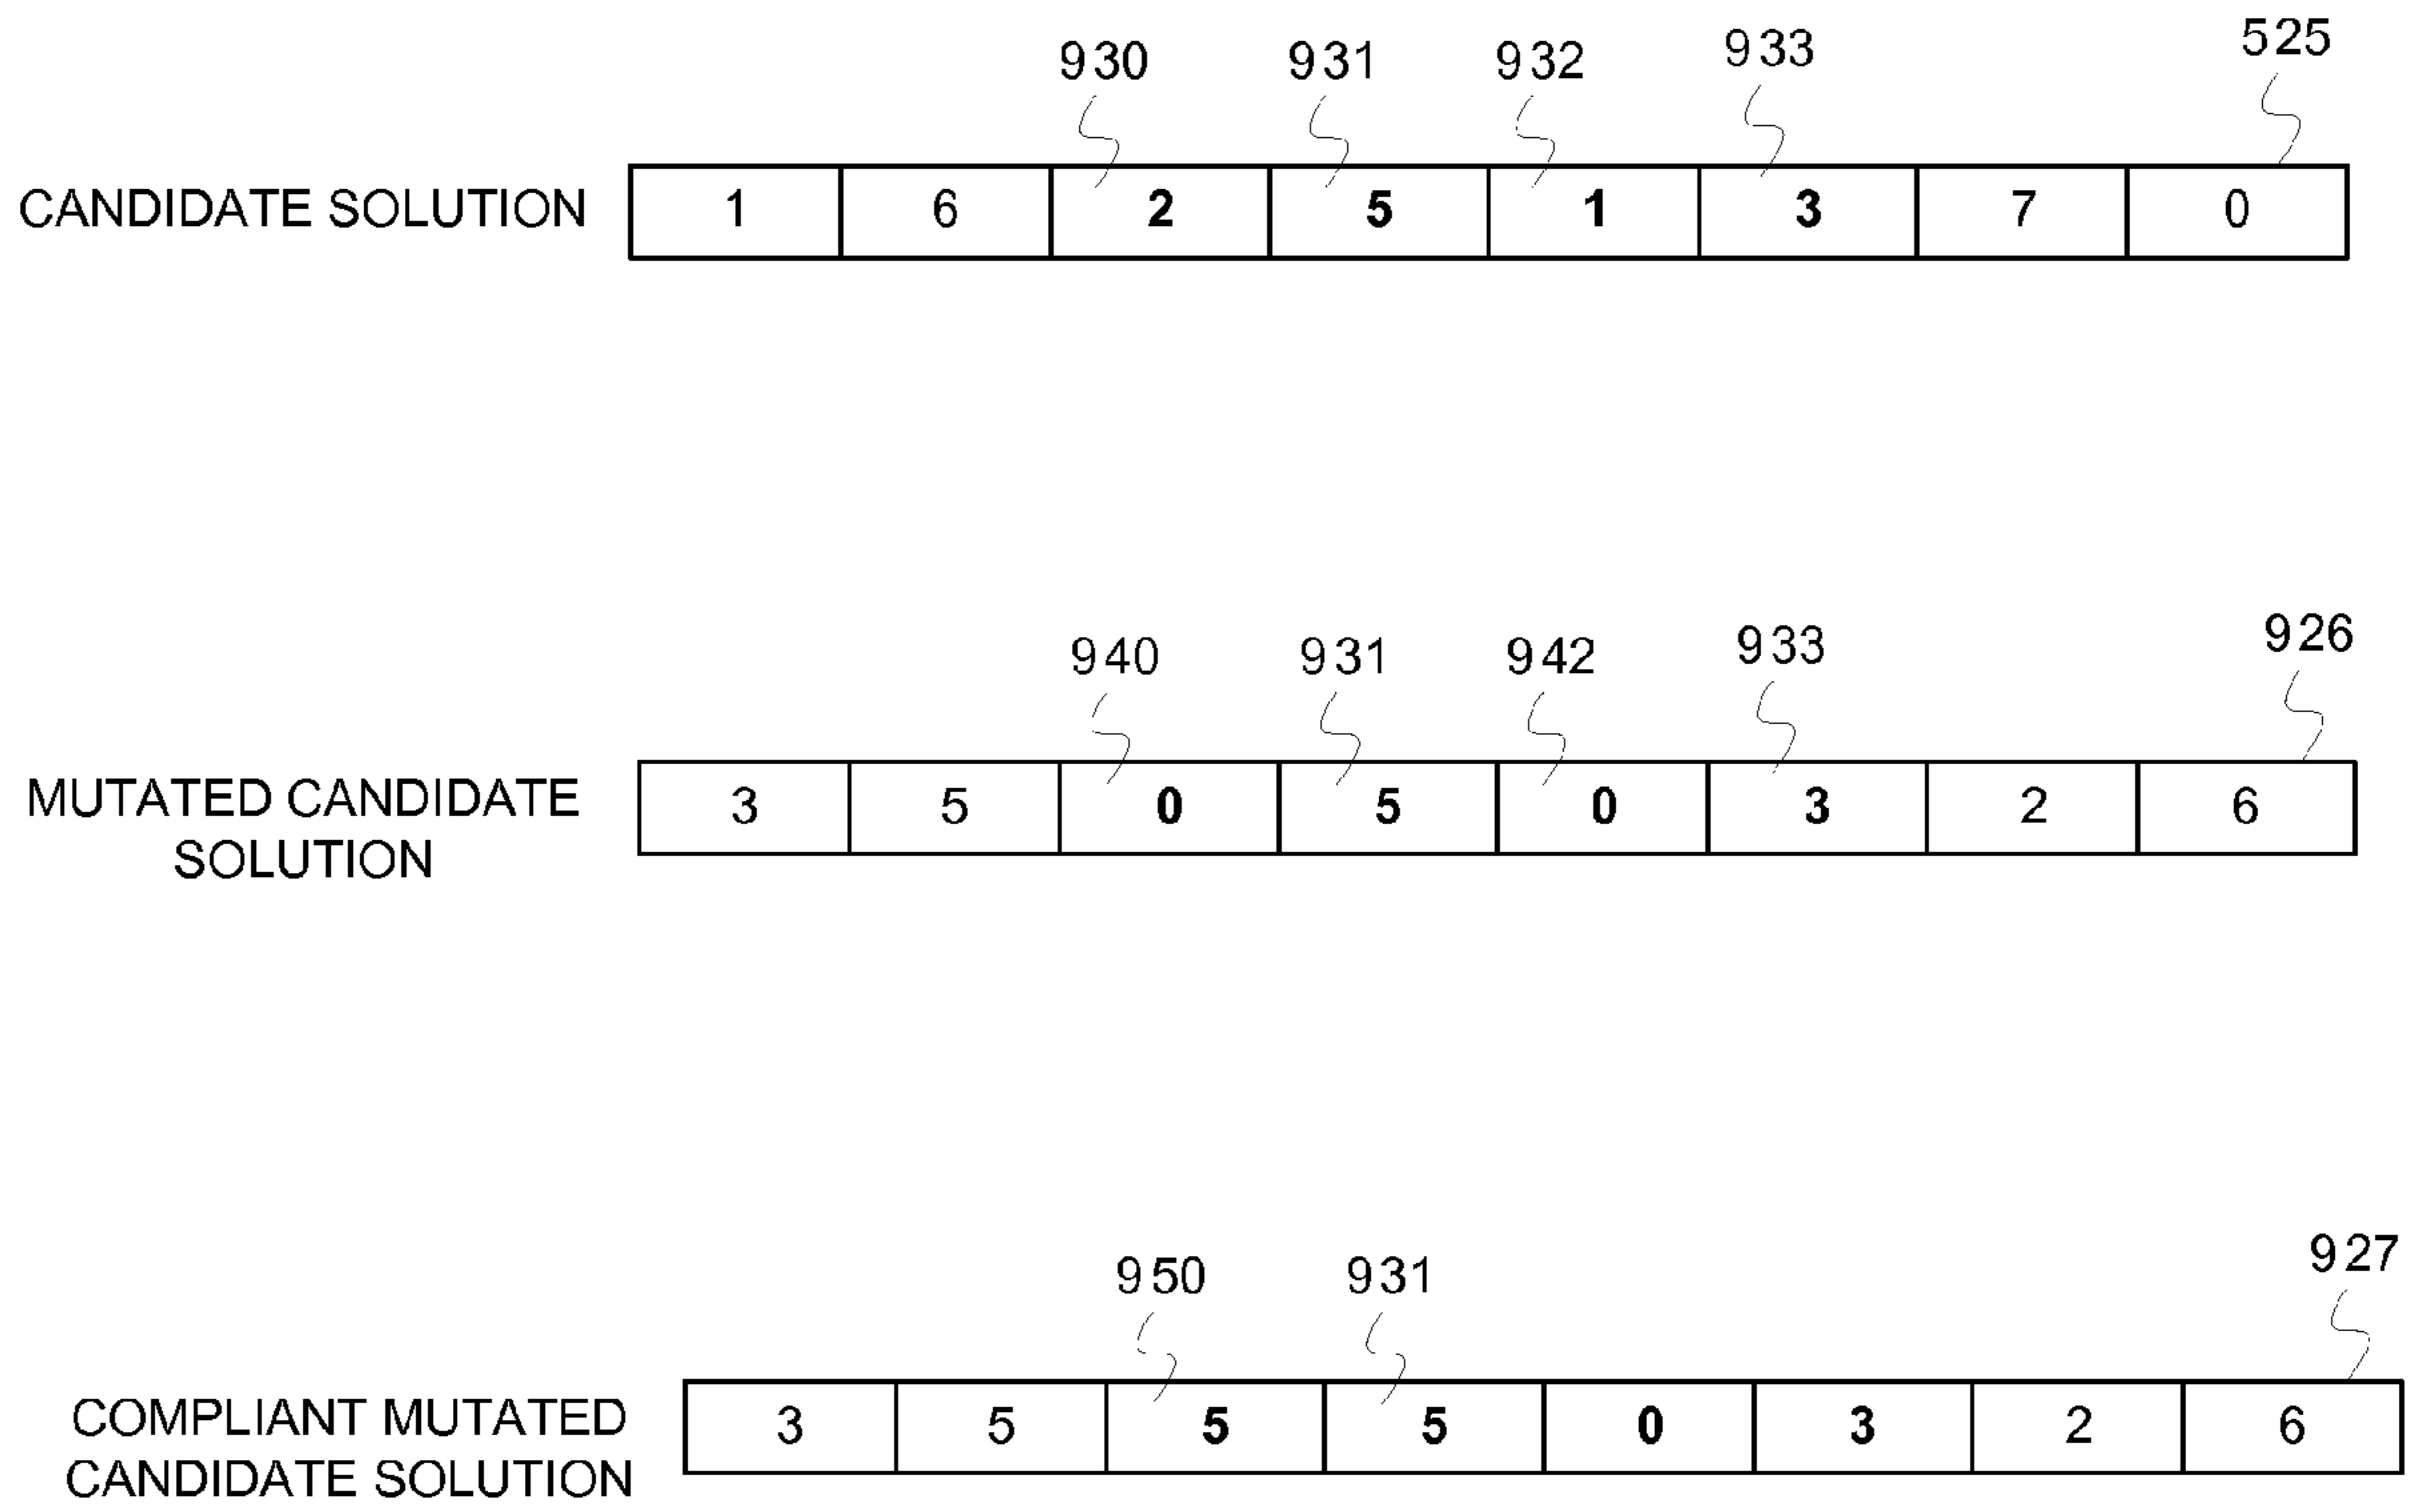 930 931 932 933 525
CANDIDATE SOLUTION 1 6 2 5 1 3 7 0
940 931 942 933 926
MUTATED CANDIDATE
SOLUTION
3 5 0 5 0 3 2 6
950 931 927
COMPLIANT MUTATED
CANDIDATE SOLUTION
3 5 5 5 0 3 2 6